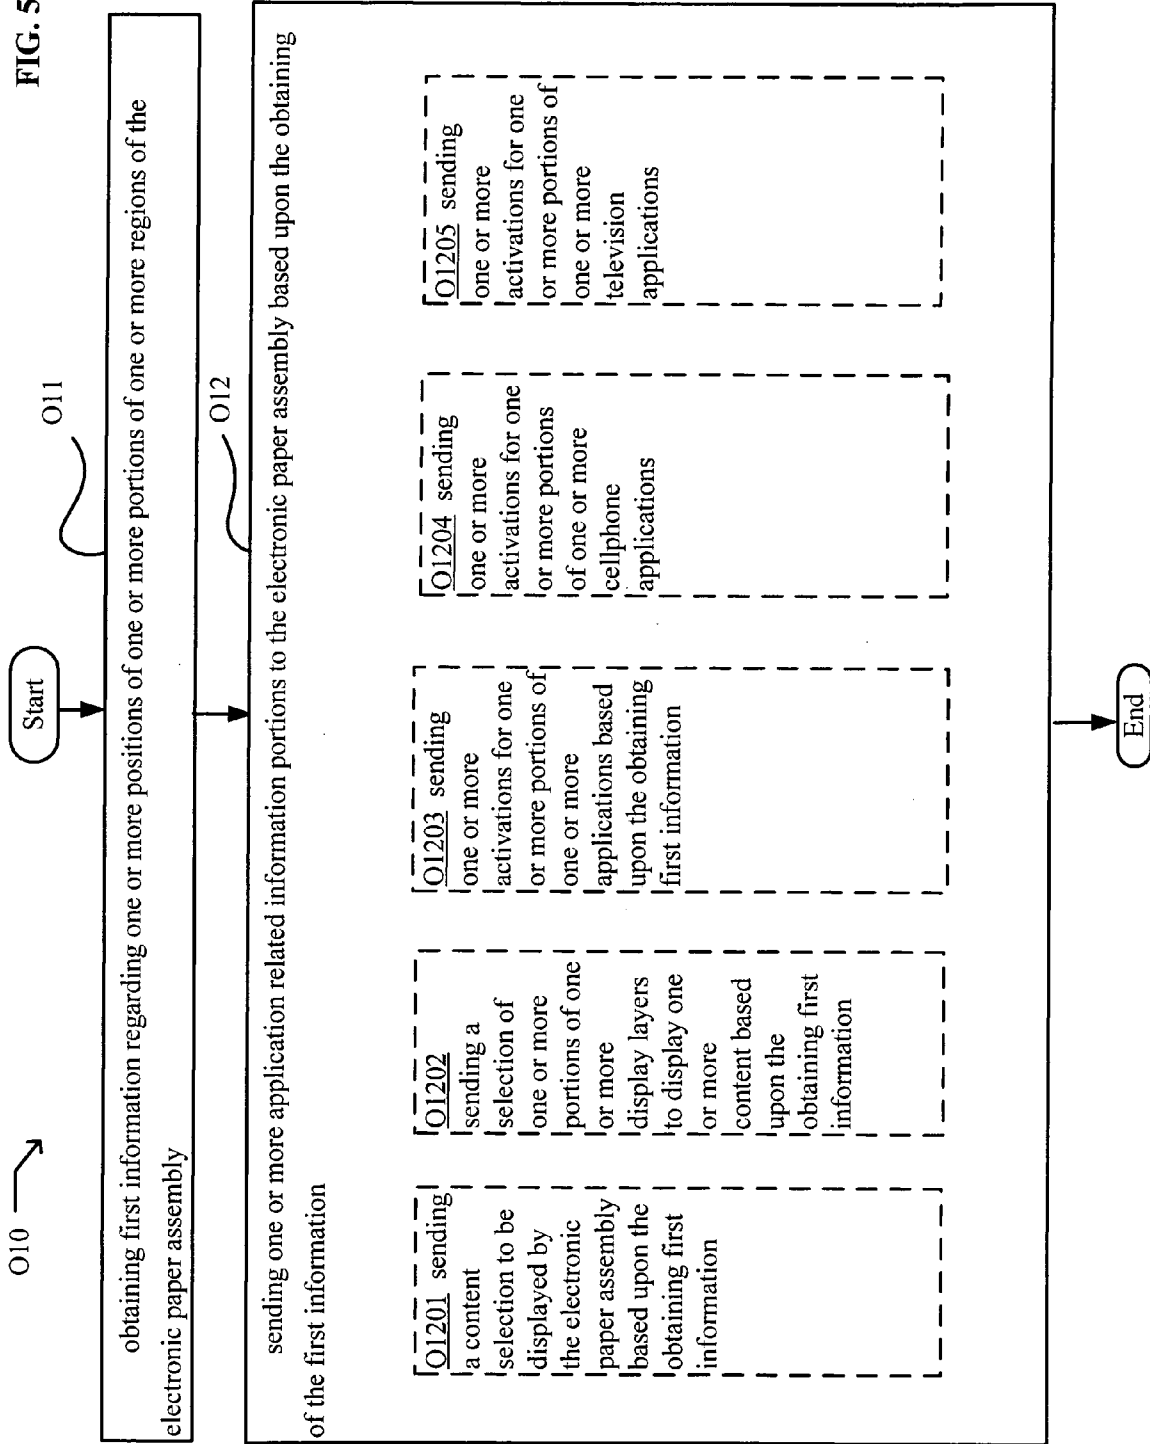 FIG. 5
O10
Start
O11
obtaining first information regarding one or more positions of one or more portions of one or more regions of the
electronic paper assembly
O12
sending one or more application related information portions to the electronic paper assembly based upon the obtaining
of the first information
O1201 sending
a content
selection to be
displayed by
the electronic
paper assembly
based upon the
obtaining first
information
O1202
sending a
selection of
one or more
portions of one
or more
display layers
to display one
or more
content based
upon the
obtaining first
information
O1203 sending
one or more
activations for one
or more portions of
one or more
applications based
upon the obtaining
first information
O1204 sending
one or more
activations for one
or more portions
of one or more
cellphone
applications
O1205 sending
one or more
activations for one
or more portions of
one or more
television
applications
End